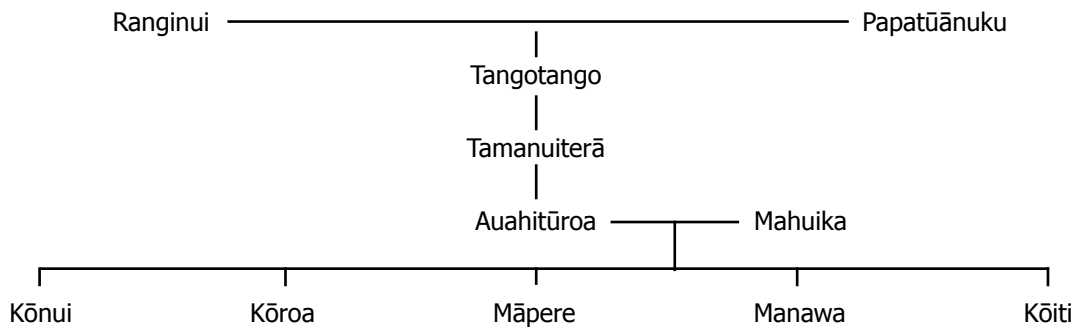 Ranginui Papatūānuku
Tangotango
Tamanuiterā
Auahitūroa Mahuika
Kōnui Kōroa Māpere Manawa Kōiti